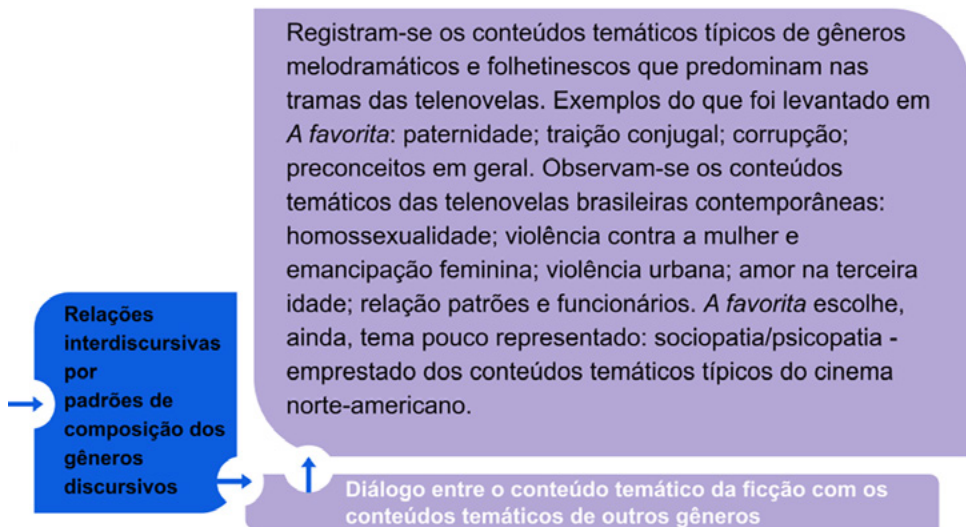 Registram-se os conteúdos temáticos típicos de gêneros
melodramáticos e folhetinescos que predominam nas
tramas das telenovelas. Exemplos do que foi levantado em
A favorita: paternidade; traição conjugal; corrupção;
preconceitos em geral. Observam-se os conteúdos
temáticos das telenovelas brasileiras contemporâneas:
homossexualidade; violência contra a mulher e
emancipação feminina; violência urbana; amor na terceira
idade; relação patrões e funcionários. A favorita escolhe,
ainda, tema pouco representado: sociopatia/psicopatia -
emprestado dos conteúdos temáticos típicos do cinema
norte-americano.
Relações
interdiscursivas
por
padrões de
composição dos
gêneros
discursivos
Diálogo entre o conteúdo temático da ficção com os
conteúdos temáticos de outros gêneros